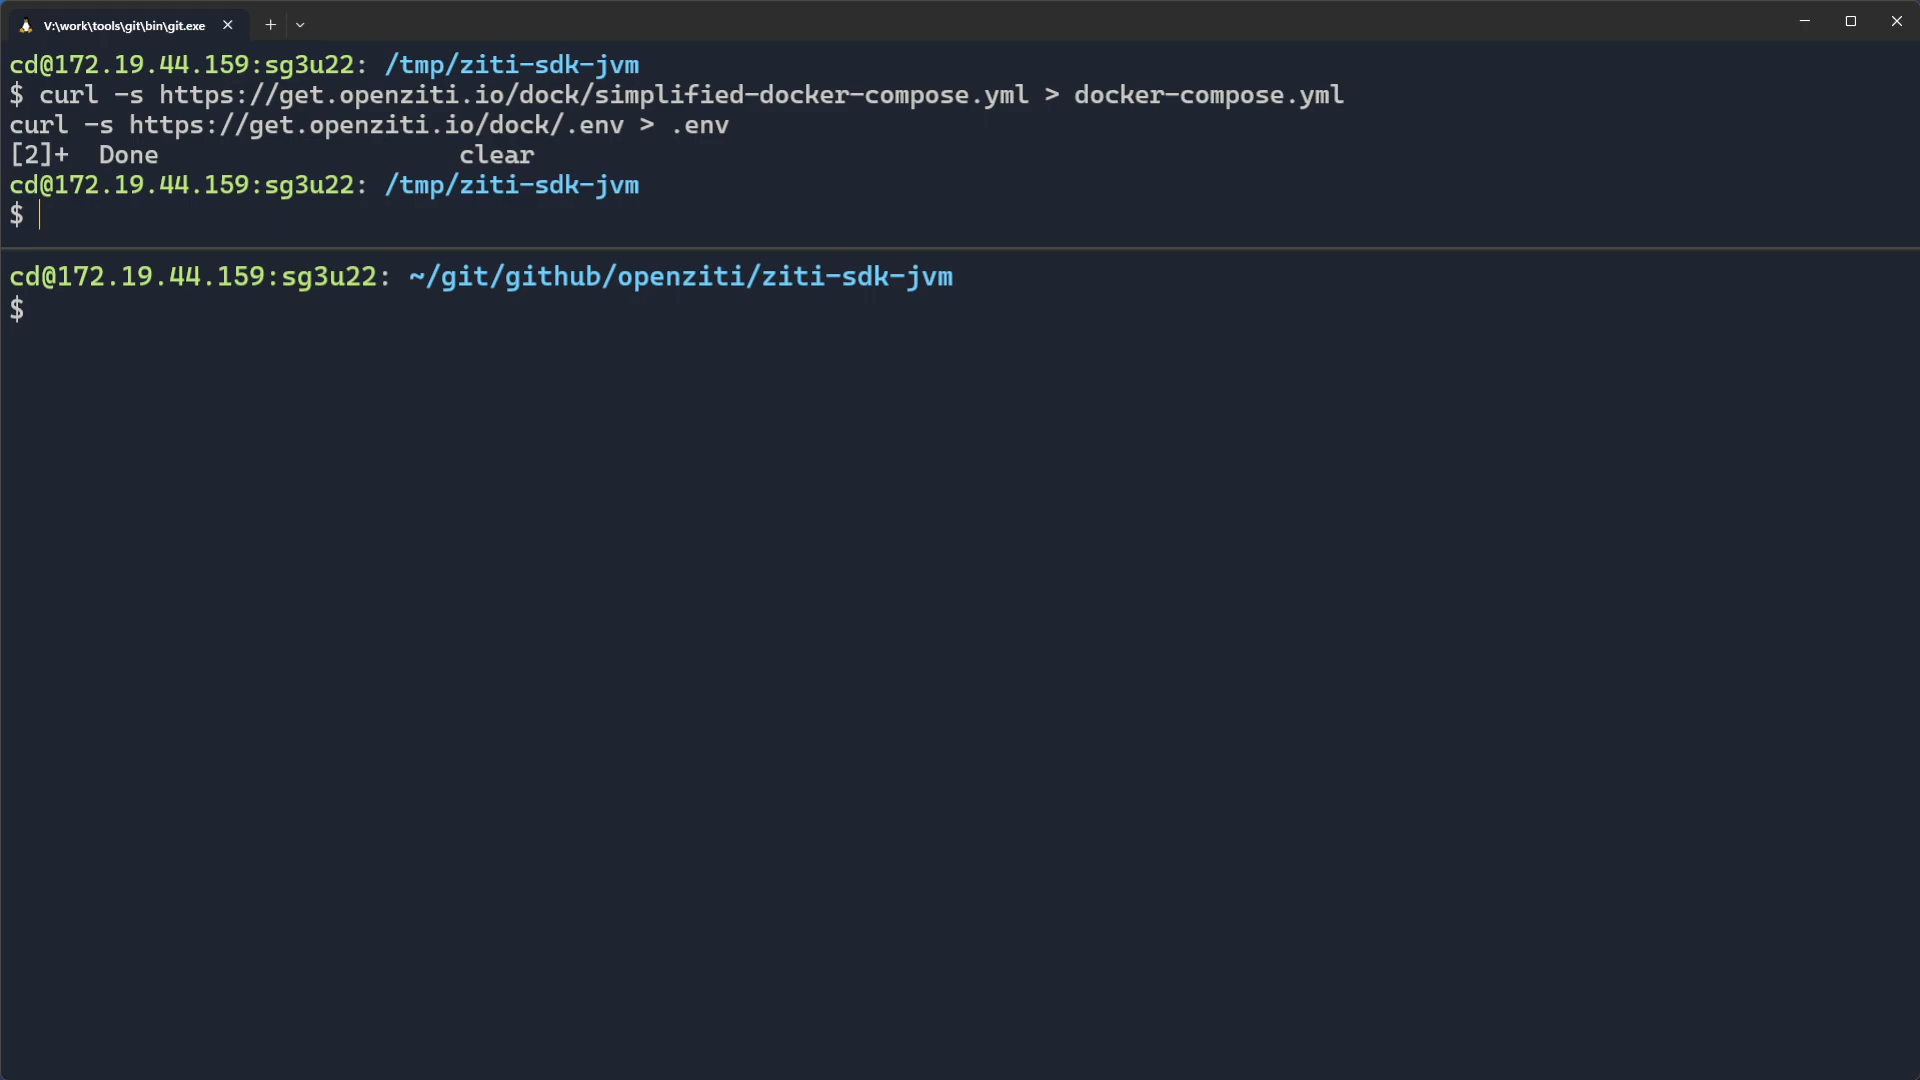 V:\work\tools\git\bin\git.exe
cd@172.19.44.159:sg3u22: /tmp/ziti-sdk-jvm
$ curl -s https://get.openziti.io/dock/simplified-docker-compose.yml > docker-compose.yml
curl -s https://get.openziti.io/dock/.env > .env
[2]+  Done                    clear
cd@172.19.44.159:sg3u22: /tmp/ziti-sdk-jvm
$
cd@172.19.44.159:sg3u22: ~/git/github/openziti/ziti-sdk-jvm
$